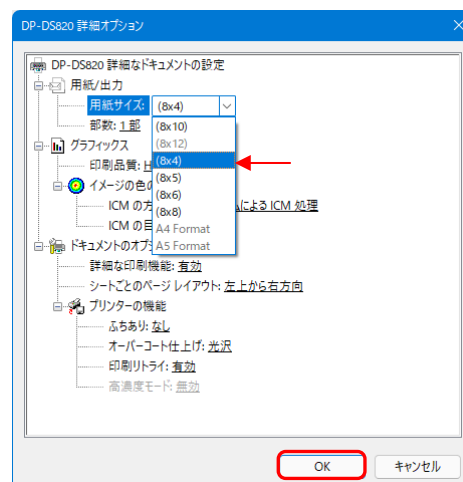 DP-DS820 詳細オプション
DP-DS820 詳細なドキュメントの設定
用紙/出力
用紙サイズ: (8x4)
部数: 1 部
(8x10)
(8x12)
(8x4)
(8x5)
(8x6)
(8x8)
A4 Format
A5 Format
グラフィックス
印刷品質:
イメージの色の
ICM の による ICM 処理
ICM の
ドキュメントのオプ
詳細な印刷機能: 有効
シートごとのページ レイアウト: 左上から右方向
プリンターの機能
ふちあり: なし
オーバーコート仕上げ: 光沢
印刷リトライ: 有効
高濃度モード: 無効
OK キャンセル